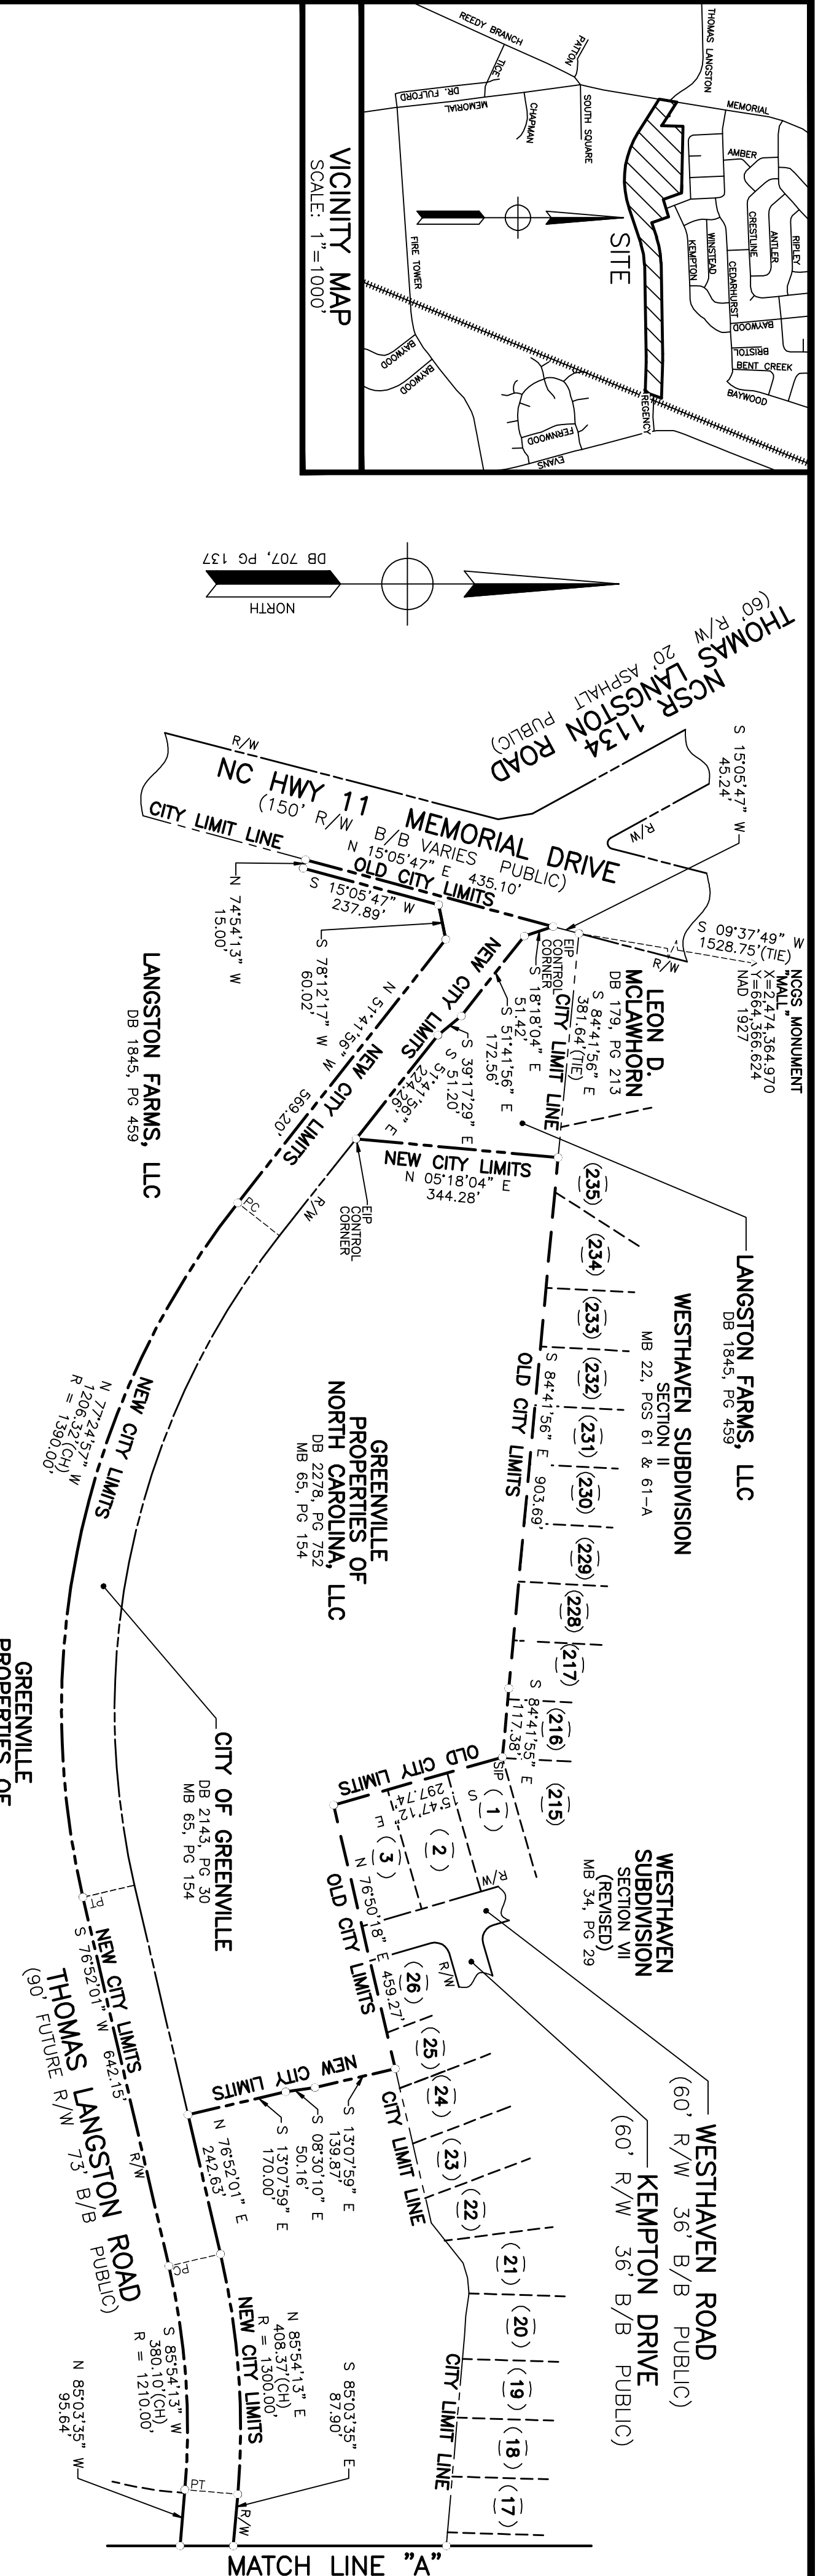 THOMAS LANGSTON
MEMORIAL
REEDY BRANCH
PATTON
TICE
DR. FULFORD
MEMORIAL
CHAPMAN
SOUTH SQUARE
AMBER
RIPLEY
ANTLER
CRESTLINE
WINSTEAD
KEMPTON
CEDARHURST
BAYWOOD
BRISTOL
BENT CREEK
BAYWOOD
SITE
FIRE TOWER
BAYWOOD
BAYWOOD
REGENCY
FERNWOOD
EVANS
VICINITY MAP
SCALE: 1"=1000'
DB 707, PG 137
NORTH
NCSR 1134
THOMAS LANGSTON ROAD
(60' R/W 20' ASPHALT PUBLIC)
R/W
NC HWY 11 MEMORIAL DRIVE
(150' R/W B/B VARIES PUBLIC)
R/W
R/W
CITY LIMIT LINE
N 15°05'47" E 435.10'
OLD CITY LIMITS
S 15°05'47" W
237.89'
N 74°54'13" W
15.00'
S 78°12'17" W
60.02'
S 15°05'47" W
45.24'
S 09°37'49" W
1528.75'(TIE)
NCGS MONUMENT
"MALL"
X=2,474,364.970
Y=664,366.624
NAD 1927
LEON D.
MCLAWHORN
DB 179, PG 213
S 84°41'56" E
381.64'(TIE)
CITY LIMIT LINE
EIP
CONTROL
CORNER
S 18°18'04" E
51.42'
S 51°41'56" E
172.56'
S 39°17'29" E
51.20'
S 51°41'56" E
224.26'
NEW CITY LIMITS
N 51°41'56" W 569.20'
NEW CITY LIMITS
NEW CITY LIMITS
N 05°18'04" E
344.28'
EIP
CONTROL
CORNER
R/W
PC
LANGSTON FARMS, LLC
DB 1845, PG 459
LANGSTON FARMS, LLC
DB 1845, PG 459
WESTHAVEN SUBDIVISION
SECTION II
MB 22, PGS 61 & 61-A
(235)
(234)
(233)
(232)
(231)
(230)
(229)
(228)
(217)
(216)
(215)
S 84°41'56" E 903.69'
OLD CITY LIMITS
S 84°41'55" E
117.38'
SIP
OLD CITY LIMITS
S 15°47'12" E
297.74'
(1)
(2)
(3)
R/W
GREENVILLE
PROPERTIES OF
NORTH CAROLINA, LLC
DB 2278, PG 752
MB 65, PG 154
NEW CITY LIMITS
N 77°24'57" W
1206.32'(CH)
R = 1390.00'
CITY OF GREENVILLE
DB 2143, PG 30
MB 65, PG 154
GREENVILLE
PROPERTIES OF
WESTHAVEN
SUBDIVISION
SECTION VII
(REVISED)
MB 34, PG 29
WESTHAVEN ROAD
(60' R/W 36' B/B PUBLIC)
KEMPTON DRIVE
(60' R/W 36' B/B PUBLIC)
N 76°50'18" E 459.27'
OLD CITY LIMITS
R/W
(26)
(25)
(24)
(23)
(22)
(21)
(20)
(19)
(18)
(17)
CITY LIMIT LINE
CITY LIMIT LINE
NEW CITY LIMITS
S 13°07'59" E
139.87'
S 08°30'10" E
50.16'
S 13°07'59" E
170.00'
N 76°52'01" E
242.63'
PT
NEW CITY LIMITS
S 76°52'01" W 642.15'
R/W
THOMAS LANGSTON ROAD
(90' FUTURE R/W 73' B/B PUBLIC)
PC
NEW CITY LIMITS
N 85°54'13" E
408.37'(CH)
R = 1300.00'
S 85°54'13" W
380.10'(CH)
R = 1210.00'
S 85°03'35" E
87.90'
N 85°03'35" W
95.64'
PT
R/W
MATCH LINE "A"